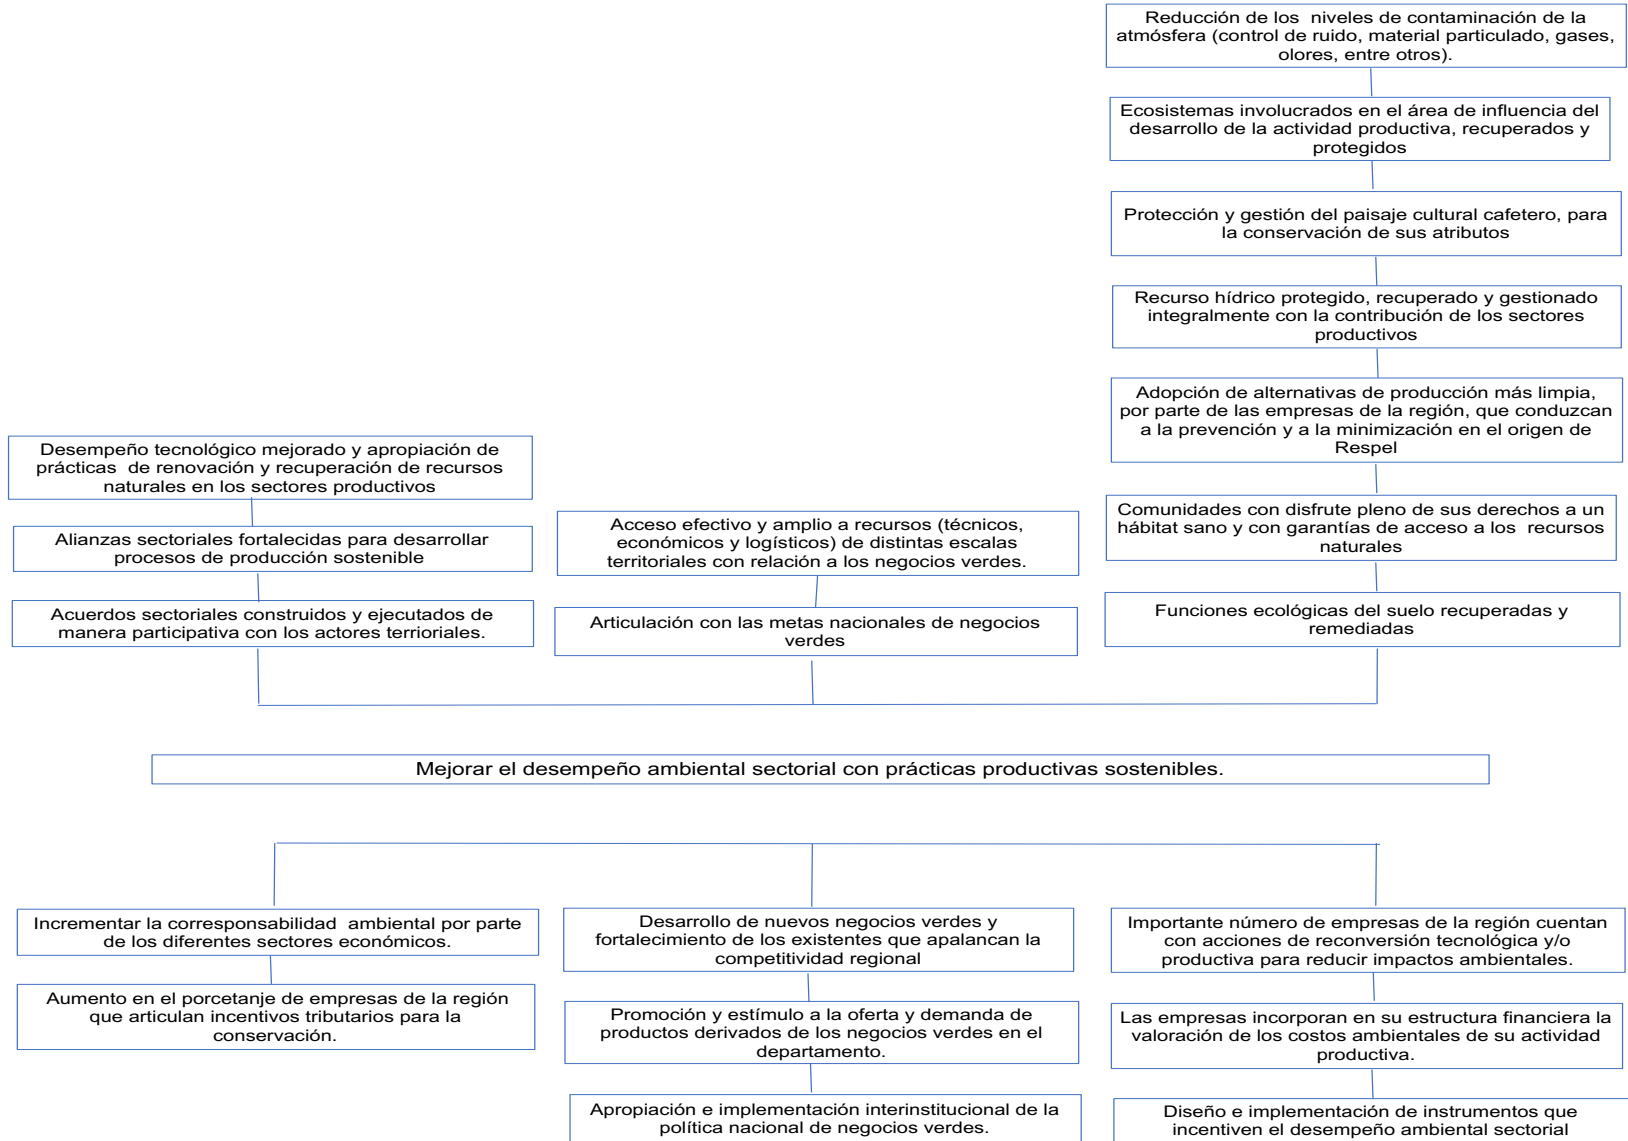 Reducción de los niveles de contaminación de la
atmósfera (control de ruido, material particulado, gases,
olores, entre otros).
Ecosistemas involucrados en el área de influencia del
desarrollo de la actividad productiva, recuperados y
protegidos
Protección y gestión del paisaje cultural cafetero, para
la conservación de sus atributos
Recurso hídrico protegido, recuperado y gestionado
integralmente con la contribución de los sectores
productivos
Adopción de alternativas de producción más limpia,
por parte de las empresas de la región, que conduzcan
a la prevención y a la minimización en el origen de
Respel
Desempeño tecnológico mejorado y apropiación de
prácticas de renovación y recuperación de recursos
naturales en los sectores productivos
Comunidades con disfrute pleno de sus derechos a un
hábitat sano y con garantías de acceso a los recursos
naturales
Acceso efectivo y amplio a recursos (técnicos,
económicos y logísticos) de distintas escalas
territoriales con relación a los negocios verdes.
Alianzas sectoriales fortalecidas para desarrollar
procesos de producción sostenible
Acuerdos sectoriales construidos y ejecutados de
manera participativa con los actores terrioriales.
Articulación con las metas nacionales de negocios
verdes
Funciones ecológicas del suelo recuperadas y
remediadas
Mejorar el desempeño ambiental sectorial con prácticas productivas sostenibles.
Incrementar la corresponsabilidad ambiental por parte
de los diferentes sectores económicos.
Desarrollo de nuevos negocios verdes y
fortalecimiento de los existentes que apalancan la
competitividad regional
Importante número de empresas de la región cuentan
con acciones de reconversión tecnológica y/o
productiva para reducir impactos ambientales.
Aumento en el porcetanje de empresas de la región
que articulan incentivos tributarios para la
conservación.
Promoción y estímulo a la oferta y demanda de
productos derivados de los negocios verdes en el
departamento.
Las empresas incorporan en su estructura financiera la
valoración de los costos ambientales de su actividad
productiva.
Apropiación e implementación interinstitucional de la
política nacional de negocios verdes.
Diseño e implementación de instrumentos que
incentiven el desempeño ambiental sectorial